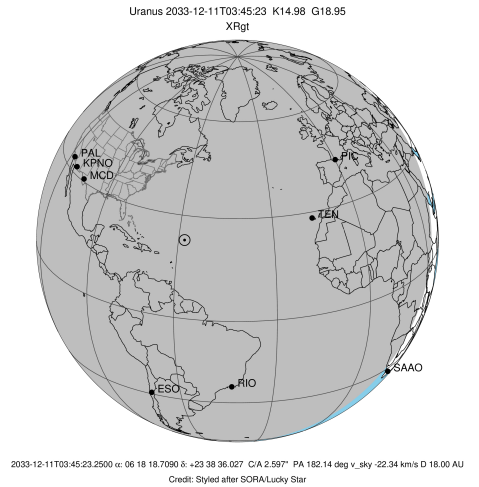 Uranus 2033-12-11T03:45:23 K14.98 G18.95
XRgt
PAL
KPNO
MCD
PIC
TEN
SAAO
ESO
RIO
2033-12-11T03:45:23.2500 α: 06 18 18.7090 δ: +23 38 36.027 C/A 2.597" PA 182.14 deg v_sky -22.34 km/s D 18.00 AU
Credit: Styled after SORA/Lucky Star